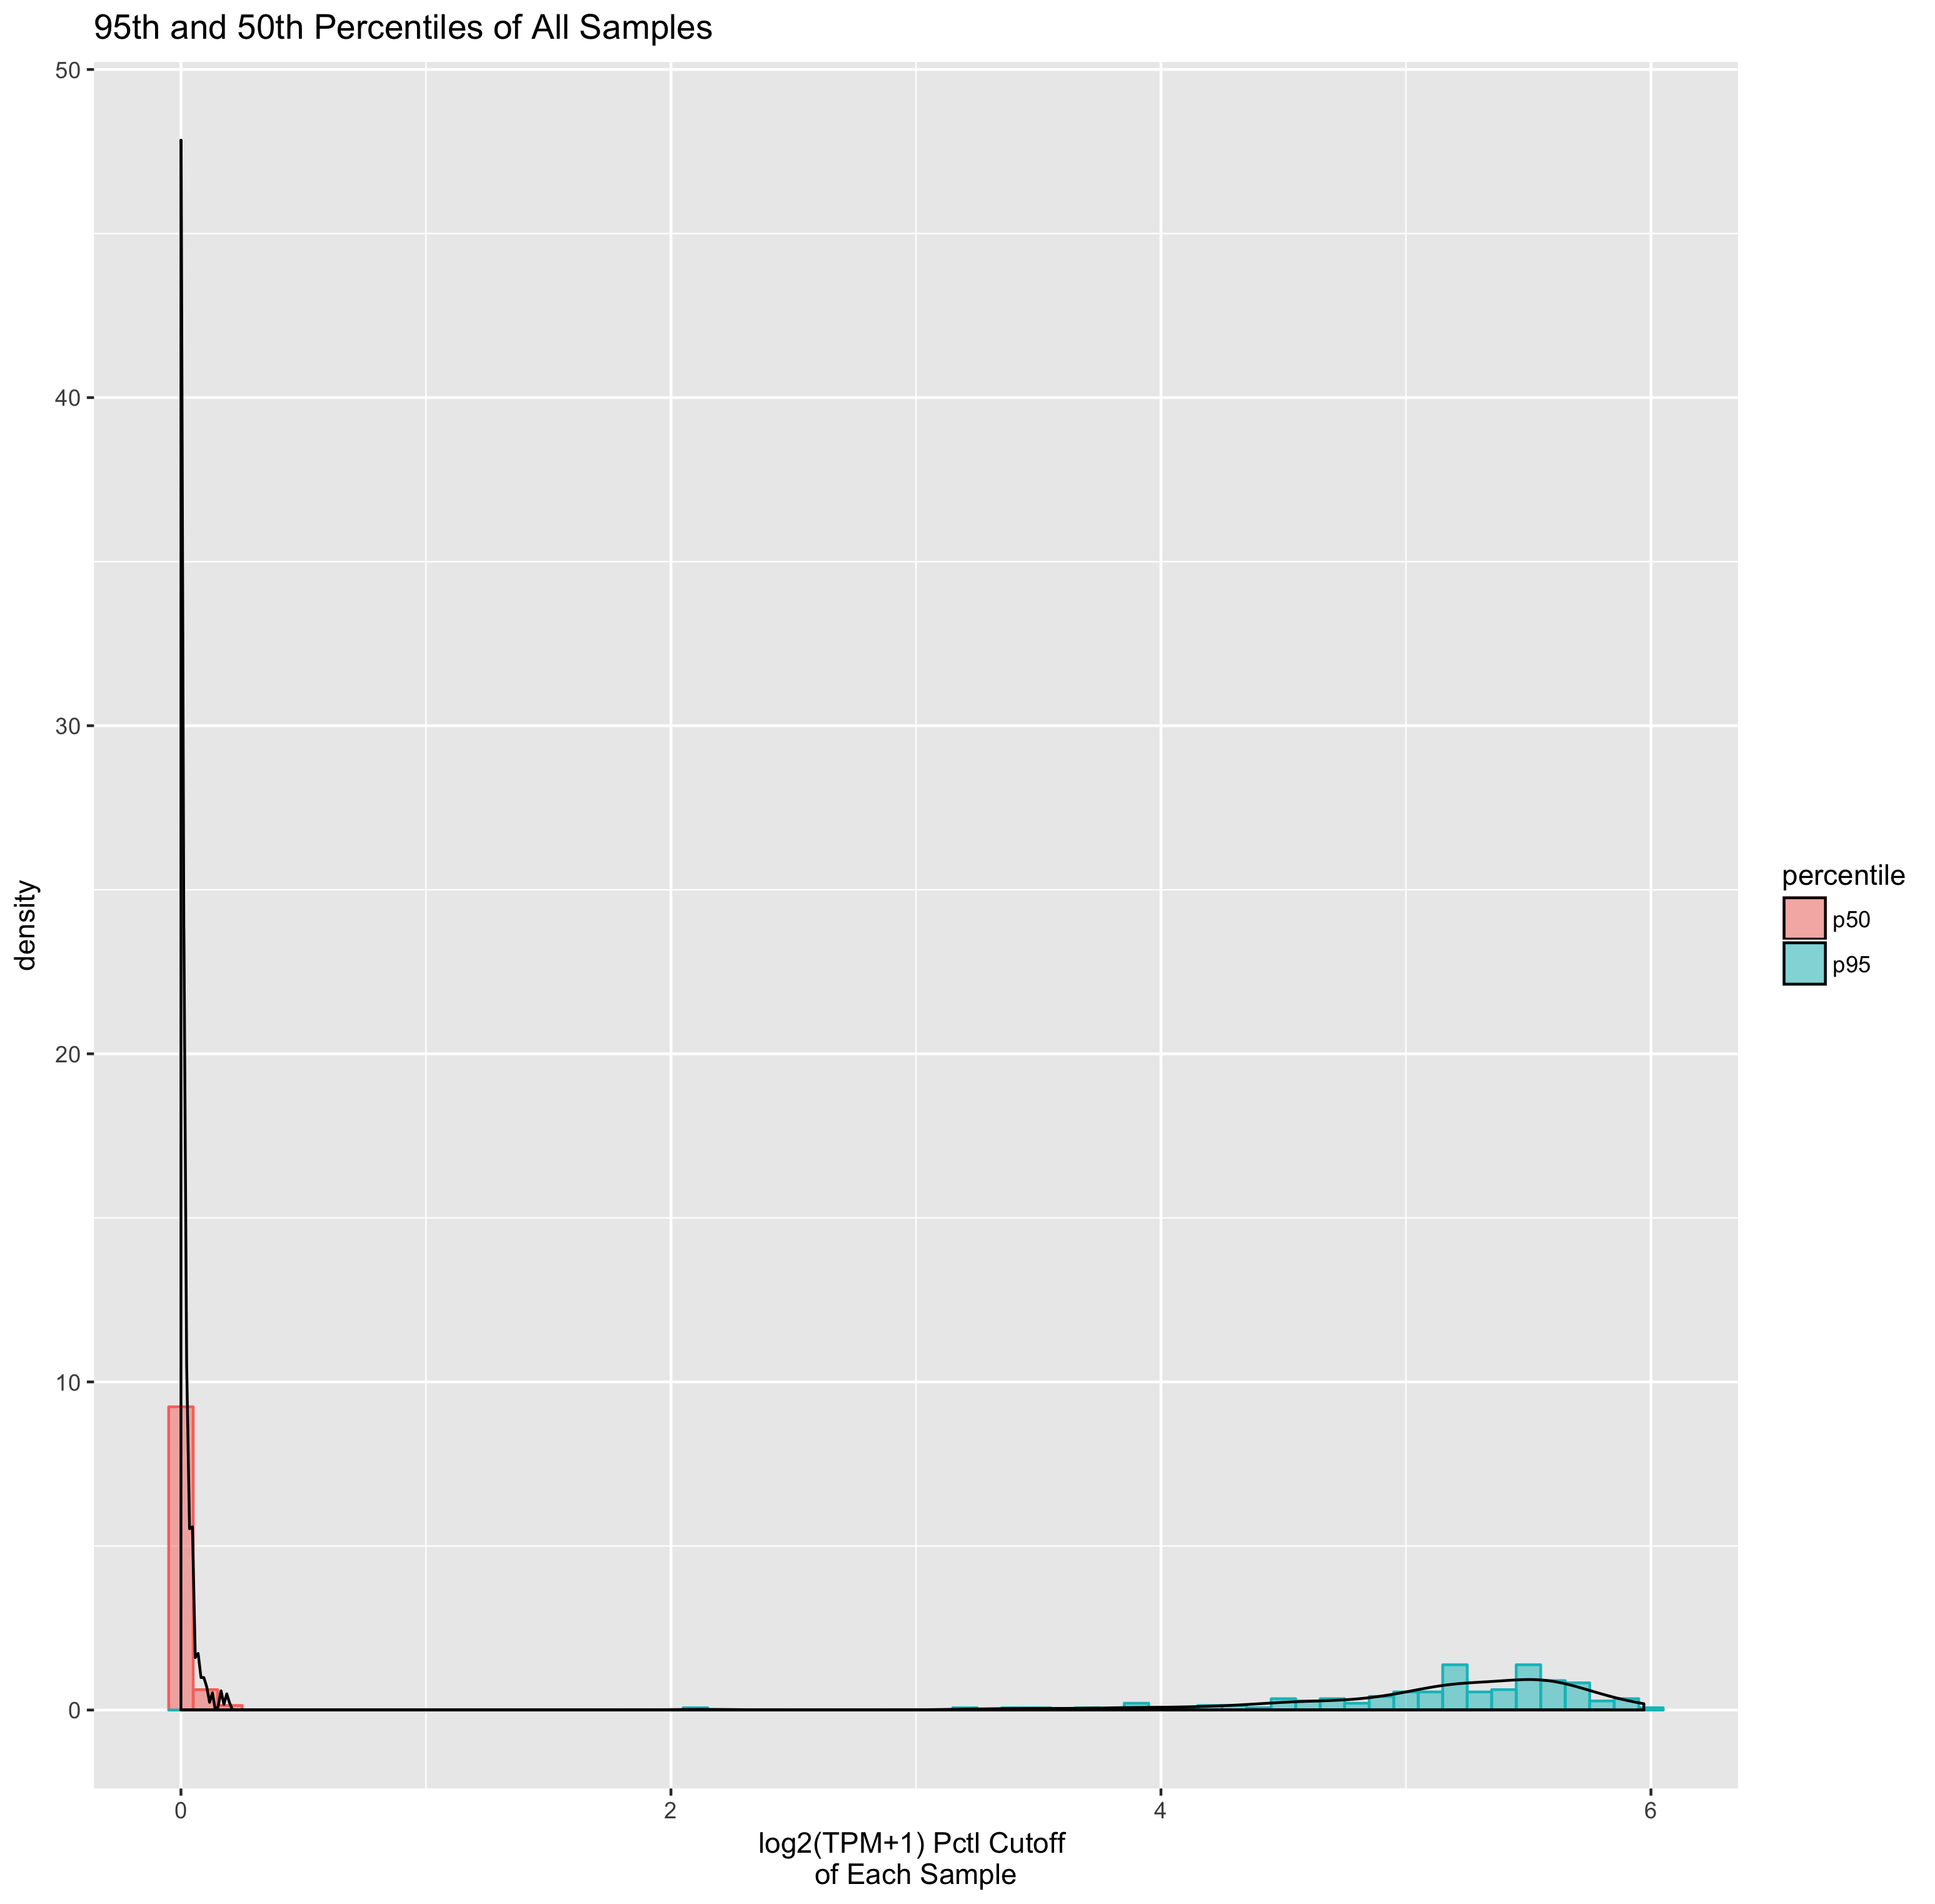 95th and 50th Percentiles of All Samples
50
40
30
20
10
0
density
0 2 4 6
log2(TPM+1) Pctl Cutoff
of Each Sample
percentile
p50
p95